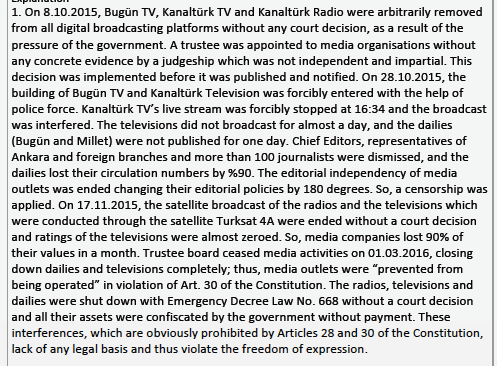 Explanation
1. On 8.10.2015, Bugün TV, Kanaltürk TV and Kanaltürk Radio were arbitrarily removed
from all digital broadcasting platforms without any court decision, as a result of the
pressure of the government. A trustee was appointed to media organisations without
any concrete evidence by a judgeship which was not independent and impartial. This
decision was implemented before it was published and notified. On 28.10.2015, the
building of Bugün TV and Kanaltürk Television was forcibly entered with the help of
police force. Kanaltürk TV's live stream was forcibly stopped at 16:34 and the broadcast
was interfered. The televisions did not broadcast for almost a day, and the dailies
(Bugün and Millet) were not published for one day. Chief Editors, representatives of
Ankara and foreign branches and more than 100 journalists were dismissed, and the
dailies lost their circulation numbers by %90. The editorial independency of media
outlets was ended changing their editorial policies by 180 degrees. So, a censorship was
applied. On 17.11.2015, the satellite broadcast of the radios and the televisions which
were conducted through the satellite Turksat 4A were ended without a court decision
and ratings of the televisions were almost zeroed. So, media companies lost 90% of
their values in a month. Trustee board ceased media activities on 01.03.2016, closing
down dailies and televisions completely; thus, media outlets were “prevented from
being operated” in violation of Art. 30 of the Constitution. The radios, televisions and
dailies were shut down with Emergency Decree Law No. 668 without a court decision
and all their assets were confiscated by the government without payment. These
interferences, which are obviously prohibited by Articles 28 and 30 of the Constitution,
lack of any legal basis and thus violate the freedom of expression.